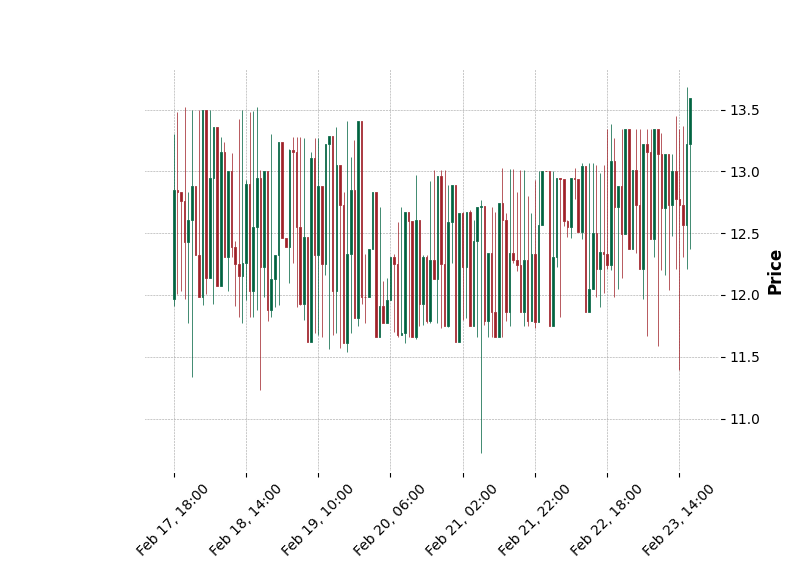 13.5
13.0
12.5
12.0
11.5
11.0
Price
Feb 17, 18:00
Feb 18, 14:00
Feb 19, 10:00
Feb 20, 06:00
Feb 21, 02:00
Feb 21, 22:00
Feb 22, 18:00
Feb 23, 14:00